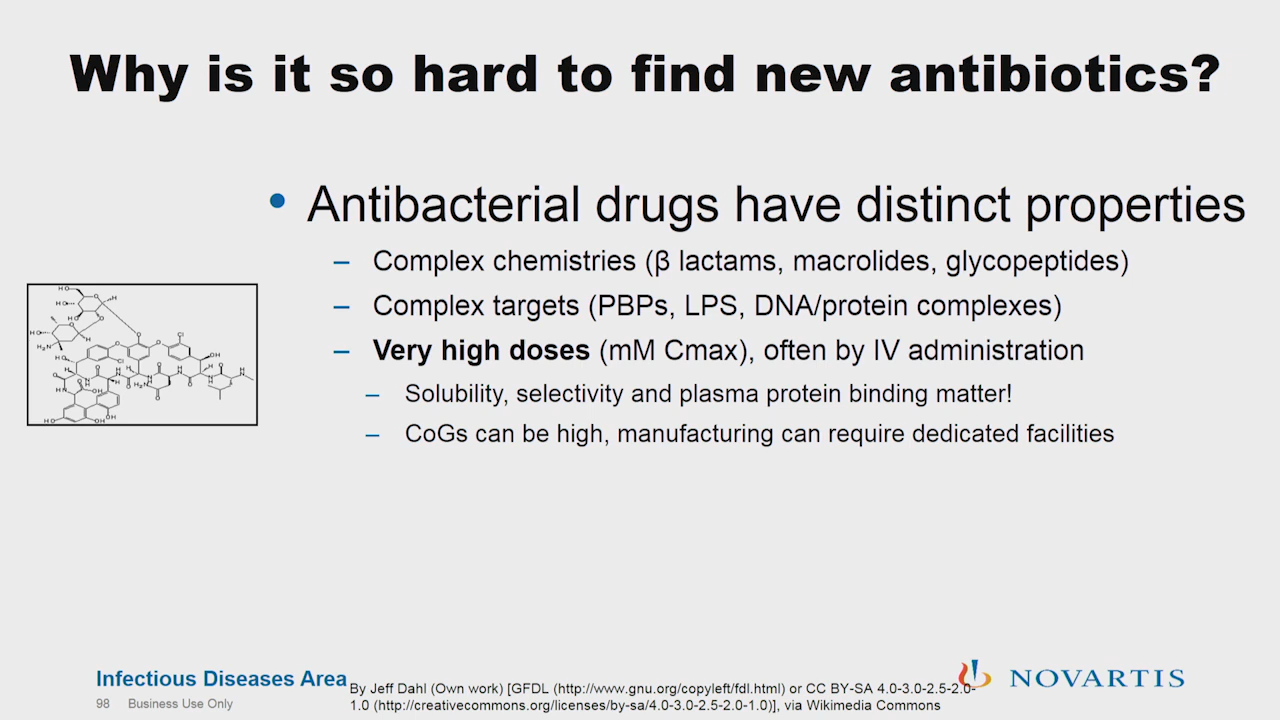 Why is it so hard to find new antibiotics?
• Antibacterial drugs have distinct properties
– Complex chemistries (β lactams, macrolides, glycopeptides)
– Complex targets (PBPs, LPS, DNA/protein complexes)
– Very high doses (mM Cmax), often by IV administration
– Solubility, selectivity and plasma protein binding matter!
– CoGs can be high, manufacturing can require dedicated facilities
Infectious Diseases Area
98 Business Use Only
By Jeff Dahl (Own work) [GFDL (http://www.gnu.org/copyleft/fdl.html) or CC BY-SA 4.0-3.0-2.5-2.0-
1.0 (http://creativecommons.org/licenses/by-sa/4.0-3.0-2.5-2.0-1.0)], via Wikimedia Commons
NOVARTIS